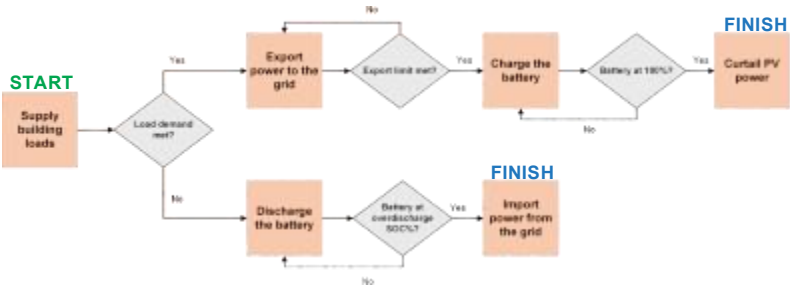 START
Supply
building
loads
Load demand
met?
Yes
Export
power to the
grid
No
Export limit met?
Yes
Charge the
battery
Battery at 100%?
No
Yes
FINISH
Curtail PV
power
No
Discharge
the battery
Battery at
overdischarge
SOC%?
No
Yes
FINISH
Import
power from
the grid